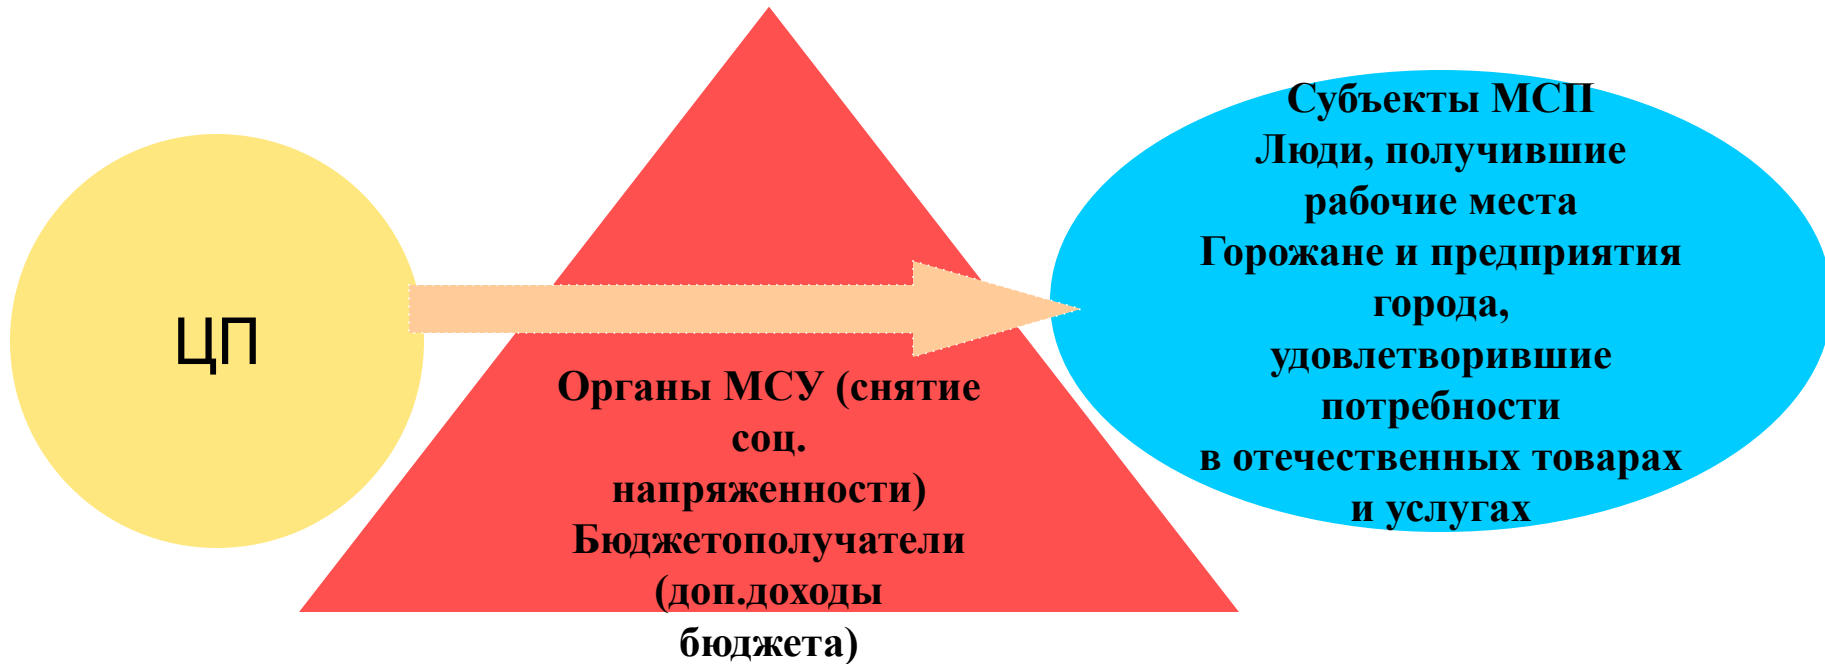 ЦП
Органы МСУ (снятие
соц.
напряженности)
Бюджетополучатели
(доп.доходы
бюджета)
Субъекты МСП
Люди, получившие
рабочие места
Горожане и предприятия
города,
удовлетворившие
потребности
в отечественных товарах
и услугах